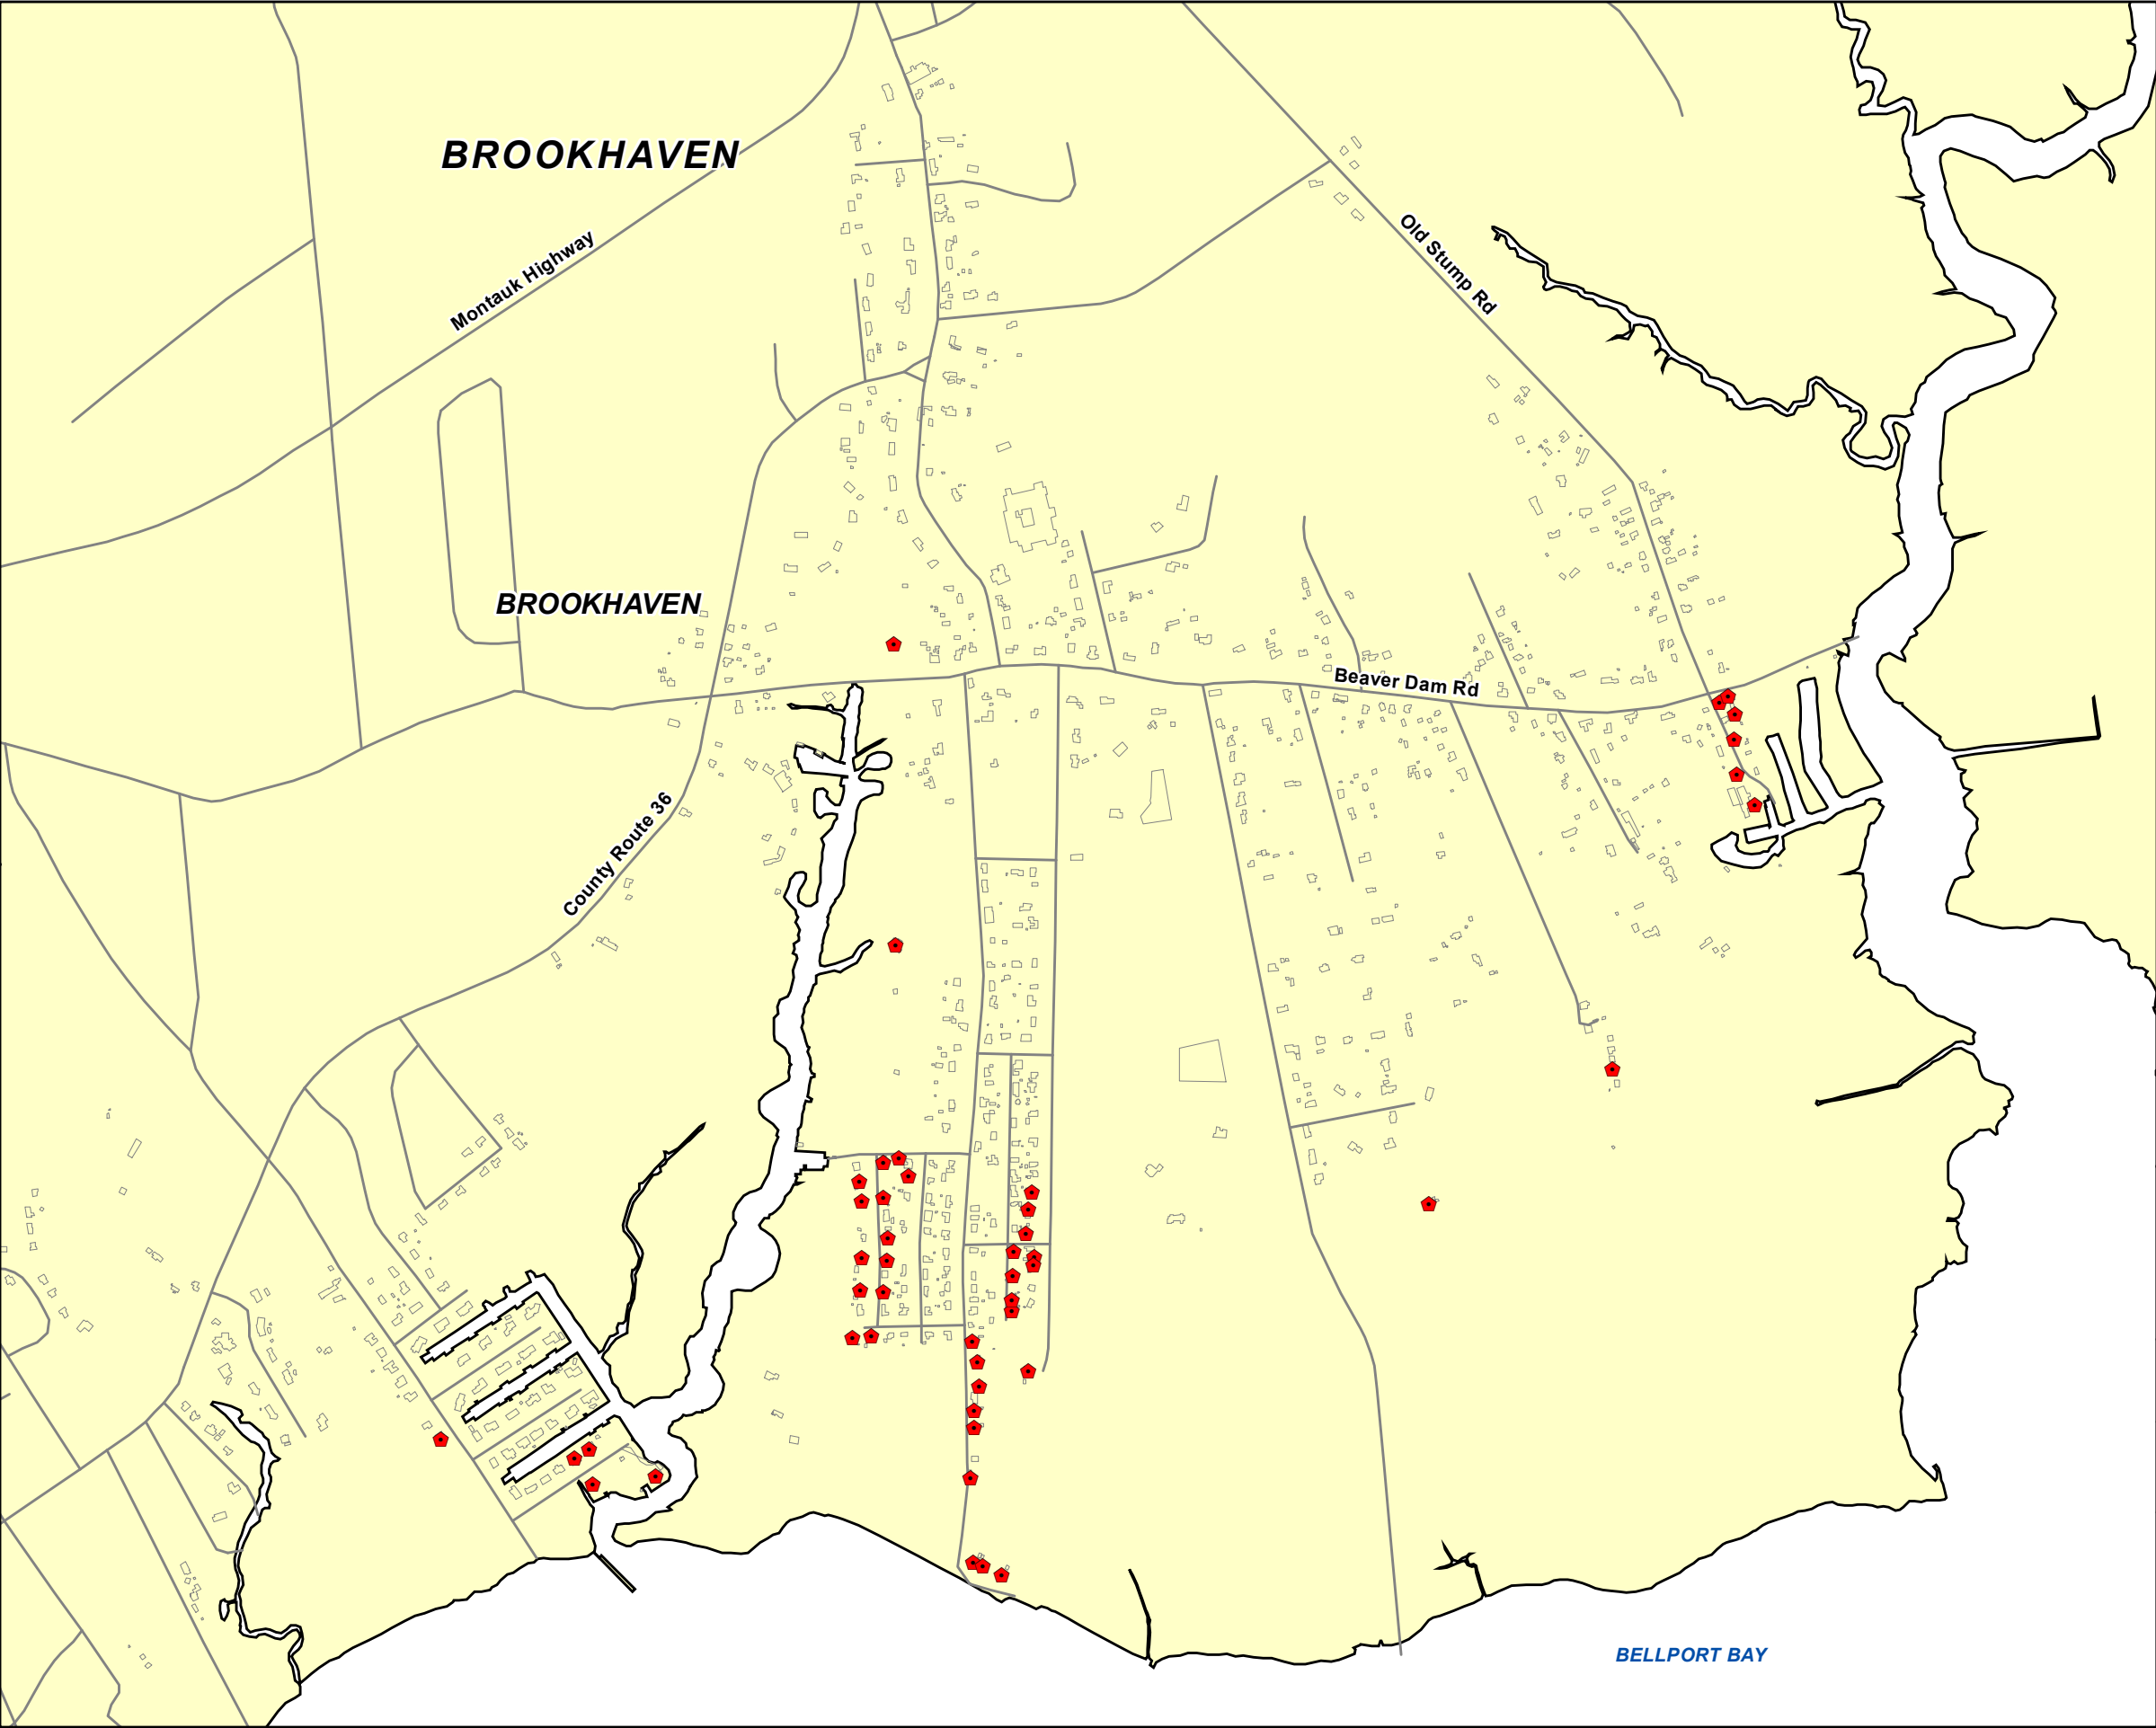 BROOKHAVEN
Montauk Highway
Old Stump Rd
BROOKHAVEN
Beaver Dam Rd
County Route 36
BELLPORT BAY